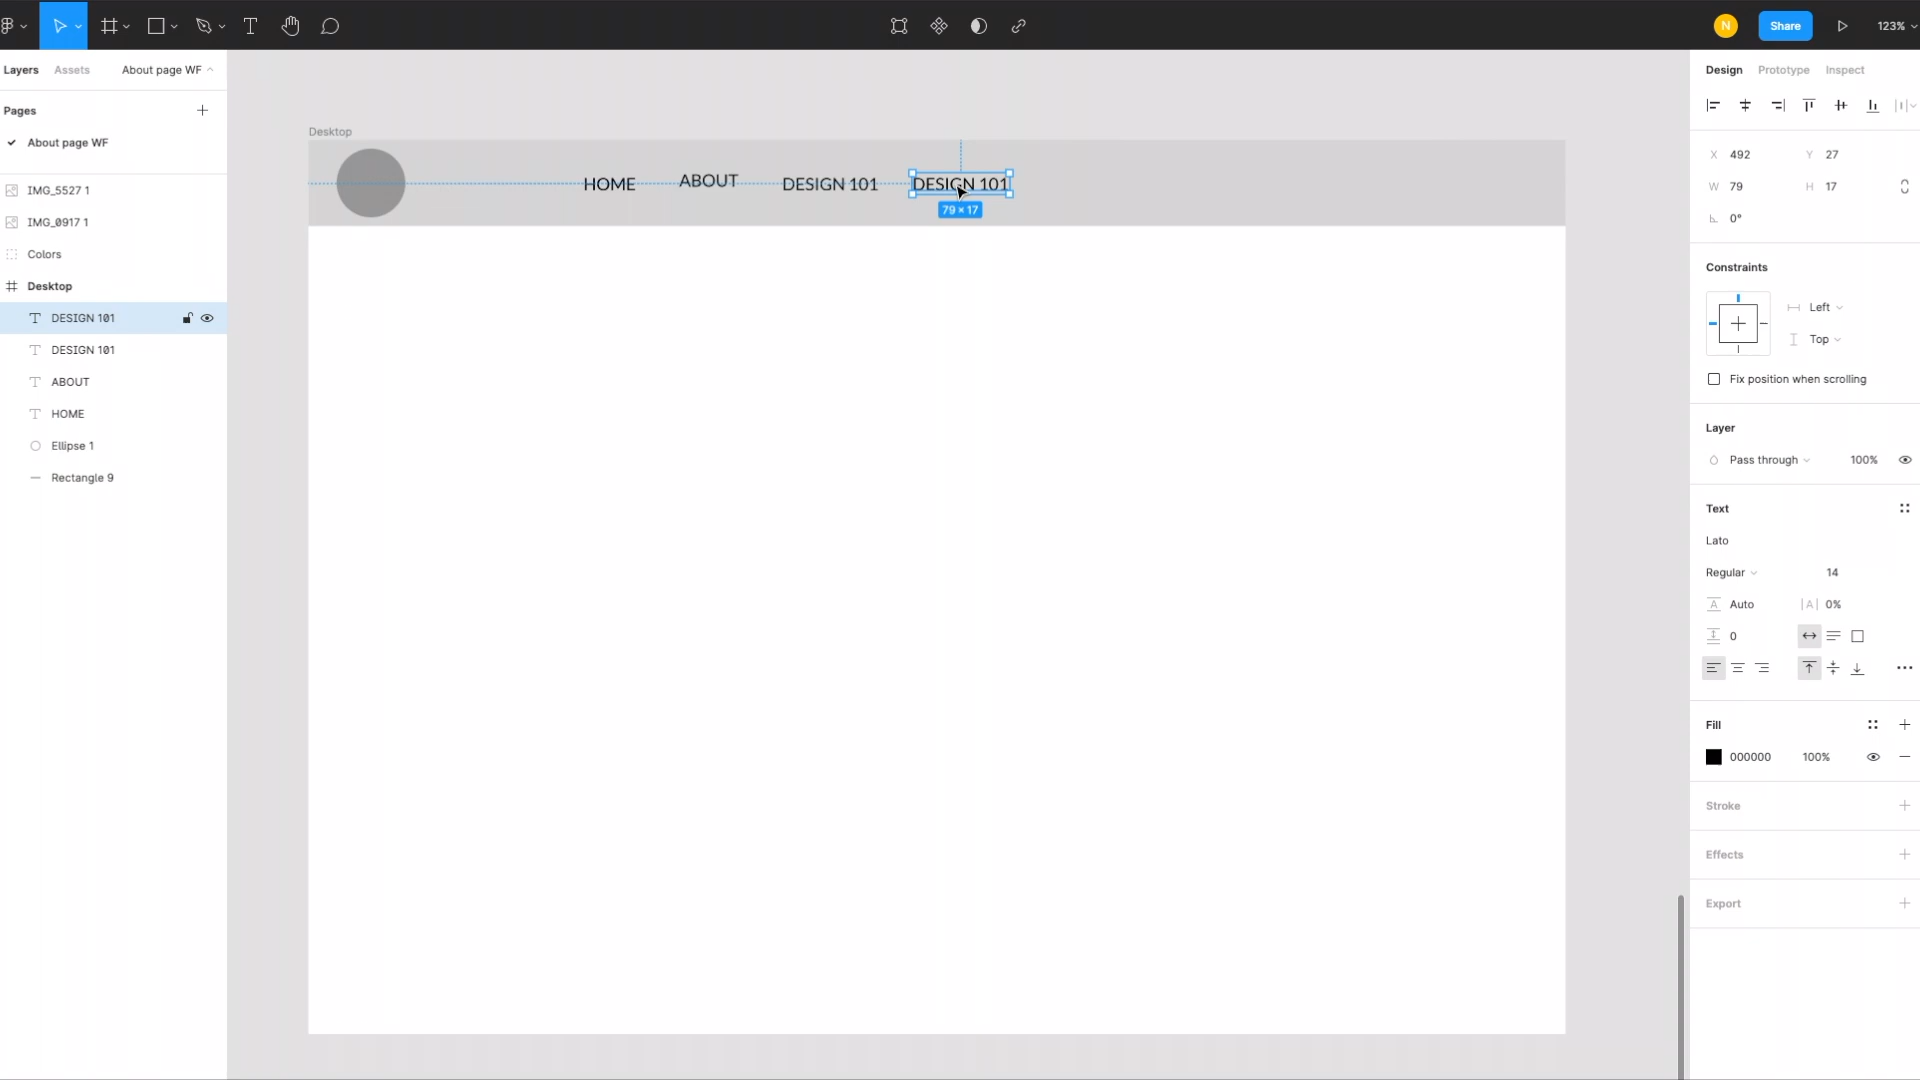 N
Share
123%
Layers
Assets
About page WF
Design
Prototype
Inspect
Pages
About page WF
IMG_5527 1
IMG_0917 1
Colors
Desktop
DESIGN 101
DESIGN 101
ABOUT
HOME
Ellipse 1
Rectangle 9
Desktop
HOME
ABOUT
DESIGN 101
DESIGN 101
79 × 17
X 492
Y 27
W 79
H 17
0°
Constraints
Left
Top
Fix position when scrolling
Layer
Pass through
100%
Text
Lato
Regular
14
A Auto
|A| 0%
0
Fill
000000
100%
Stroke
Effects
Export